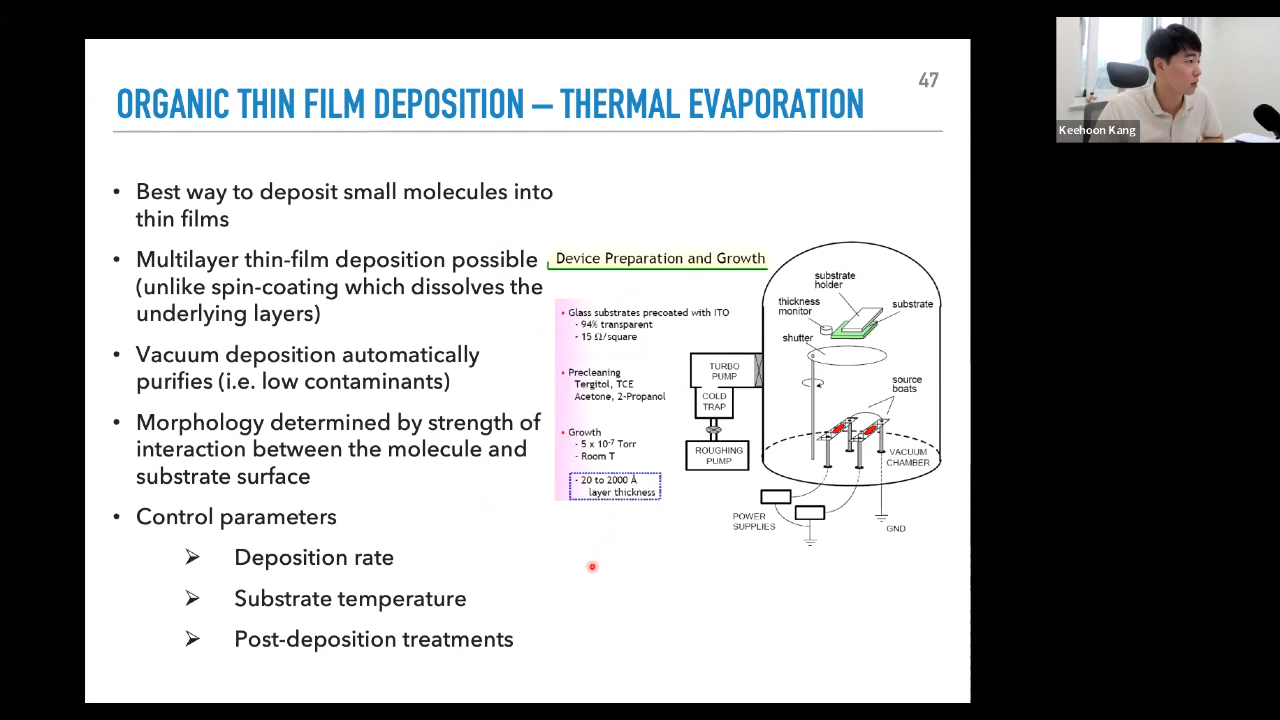 47
ORGANIC THIN FILM DEPOSITION – THERMAL EVAPORATION
• Best way to deposit small molecules into
thin films
• Multilayer thin-film deposition possible
(unlike spin-coating which dissolves the
underlying layers)
• Vacuum deposition automatically
purifies (i.e. low contaminants)
• Morphology determined by strength of
interaction between the molecule and
substrate surface
• Control parameters
➢ Deposition rate
➢ Substrate temperature
➢ Post-deposition treatments
Device Preparation and Growth
• Glass substrates precoated with ITO
- 94% transparent
- 15 Ω/square
• Precleaning
Tergitol, TCE
Acetone, 2-Propanol
• Growth
- 5 x 10⁻⁷ Torr
- Room T
- 20 to 2000 Å
layer thickness
substrate
holder
thickness
monitor
substrate
shutter
TURBO
PUMP
COLD
TRAP
ROUGHING
PUMP
source
boats
VACUUM
CHAMBER
POWER
SUPPLIES
GND
Keehoon Kang